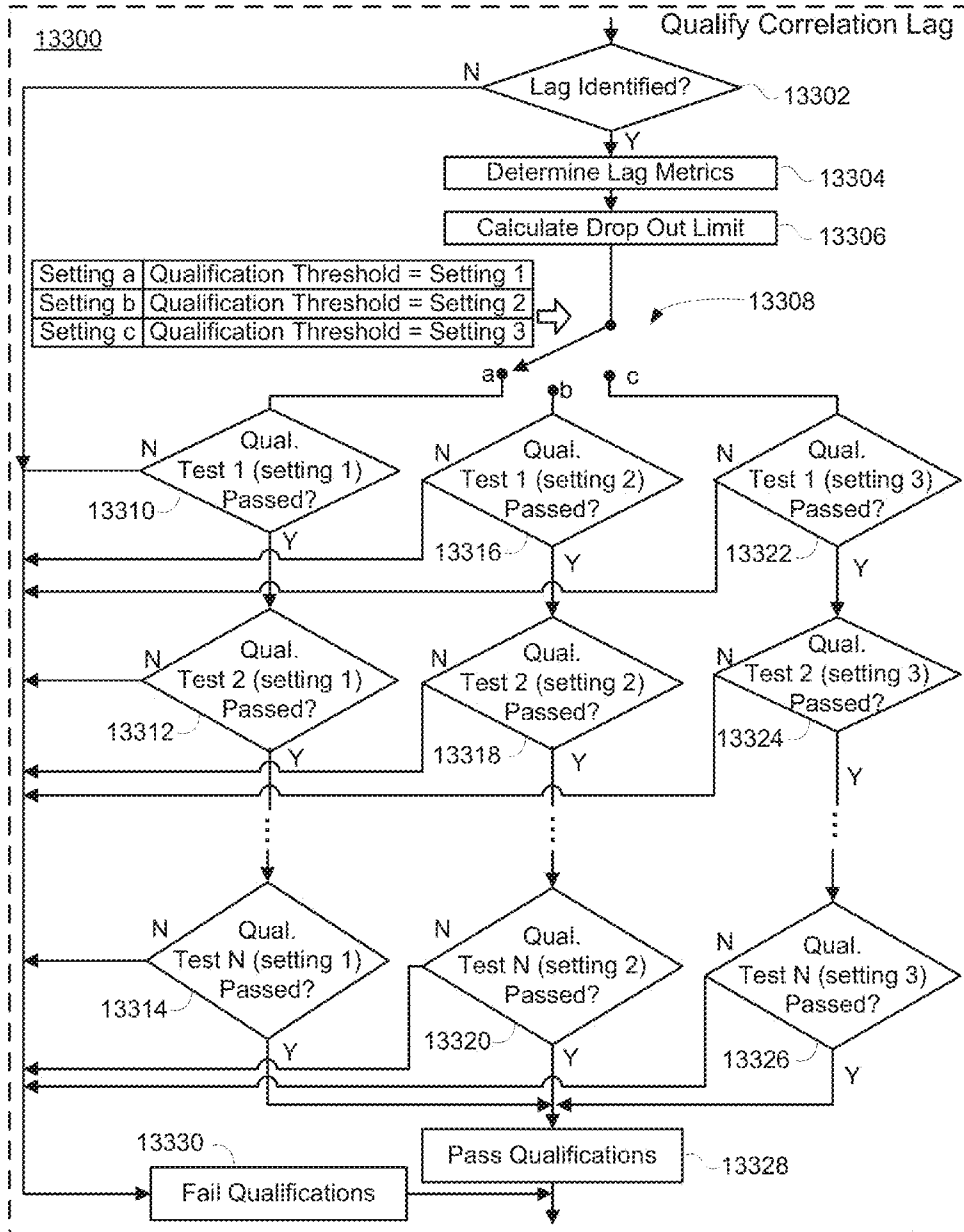 Qualify Correlation Lag
13300
N
Lag Identified?
13302
Y
Determine Lag Metrics
13304
Calculate Drop Out Limit
13306
Setting a Qualification Threshold = Setting 1
Setting b Qualification Threshold = Setting 2
Setting c Qualification Threshold = Setting 3
13308
a
b
c
N
Qual.
Test 1 (setting 1)
Passed?
13310
Y
N
Qual.
Test 1 (setting 2)
Passed?
13316
Y
N
Qual.
Test 1 (setting 3)
Passed?
13322
Y
N
Qual.
Test 2 (setting 1)
Passed?
13312
Y
N
Qual.
Test 2 (setting 2)
Passed?
13318
Y
N
Qual.
Test 2 (setting 3)
Passed?
13324
Y
N
Qual.
Test N (setting 1)
Passed?
13314
Y
N
Qual.
Test N (setting 2)
Passed?
13320
Y
N
Qual.
Test N (setting 3)
Passed?
13326
Y
13330
Fail Qualifications
Pass Qualifications
13328